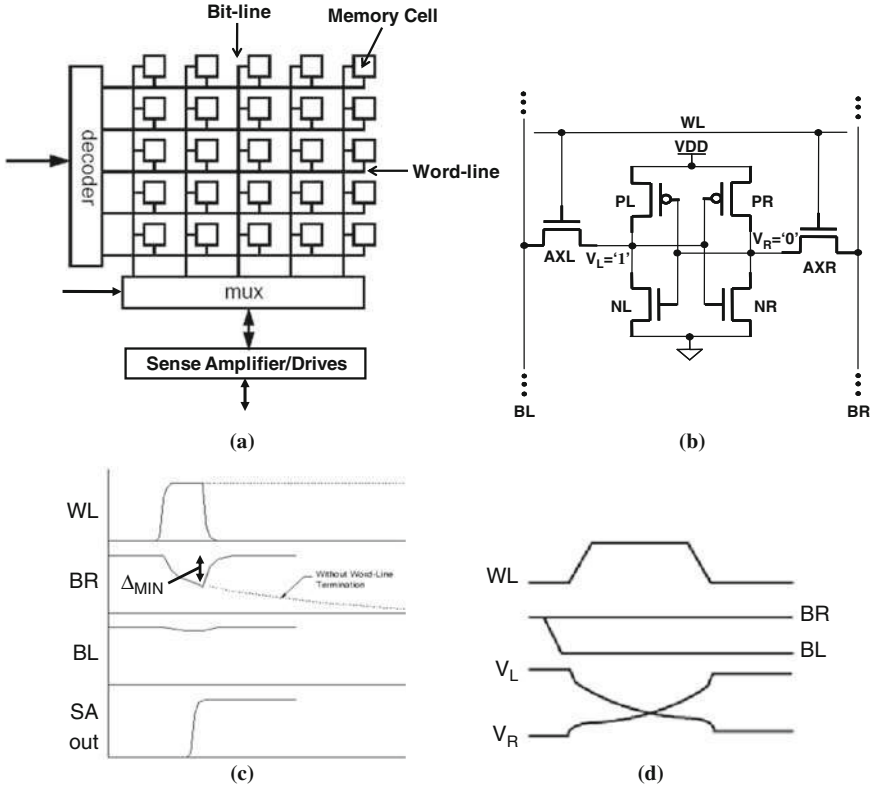 Bit-line
Memory Cell
decoder
Word-line
mux
Sense Amplifier/Drives
(a)
WL
VDD
PL
PR
AXL
V_L='1'
V_R='0'
AXR
NL
NR
BL
BR
(b)
WL
BR
Δ_MIN
Without Word-Line
Termination
BL
SA
out
(c)
WL
BR
BL
V_L
V_R
(d)